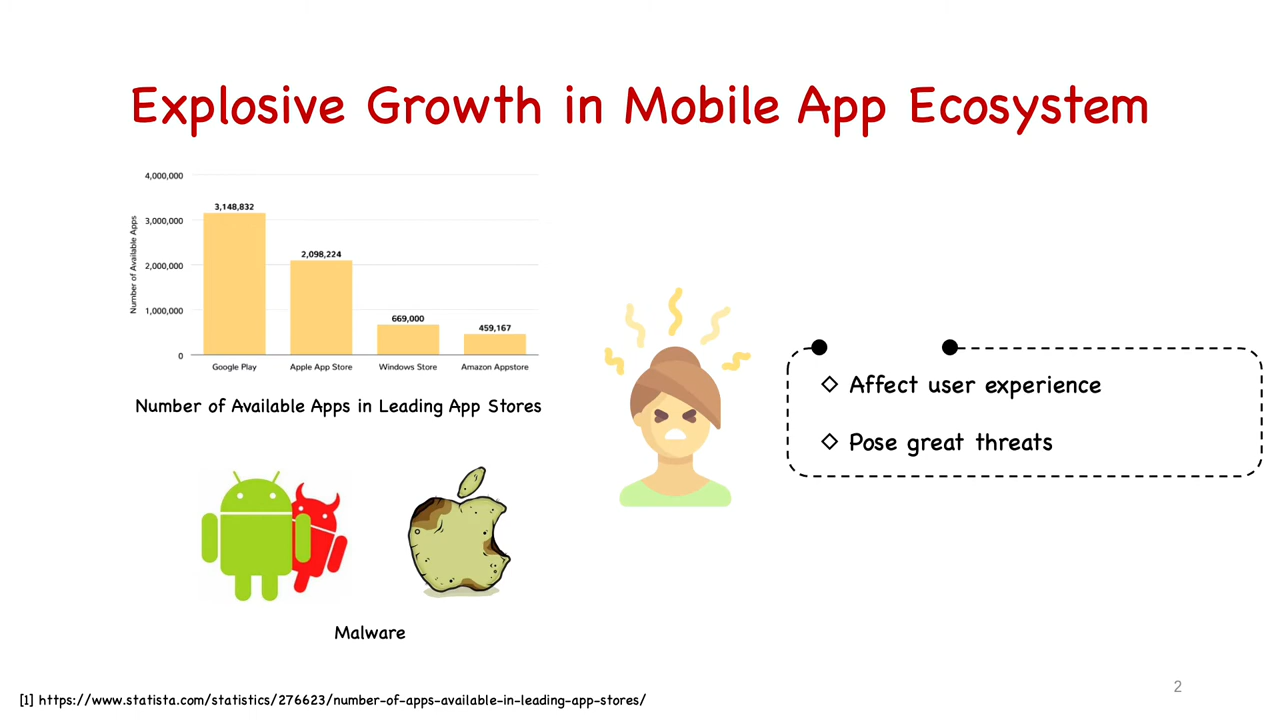 Explosive Growth in Mobile App Ecosystem
Number of Available Apps
4,000,000
3,000,000
2,000,000
1,000,000
0
3,148,832
2,098,224
669,000
459,167
Google Play
Apple App Store
Windows Store
Amazon Appstore
Number of Available Apps in Leading App Stores
Malware
Affect user experience
Pose great threats
[1] https://www.statista.com/statistics/276623/number-of-apps-available-in-leading-app-stores/
2